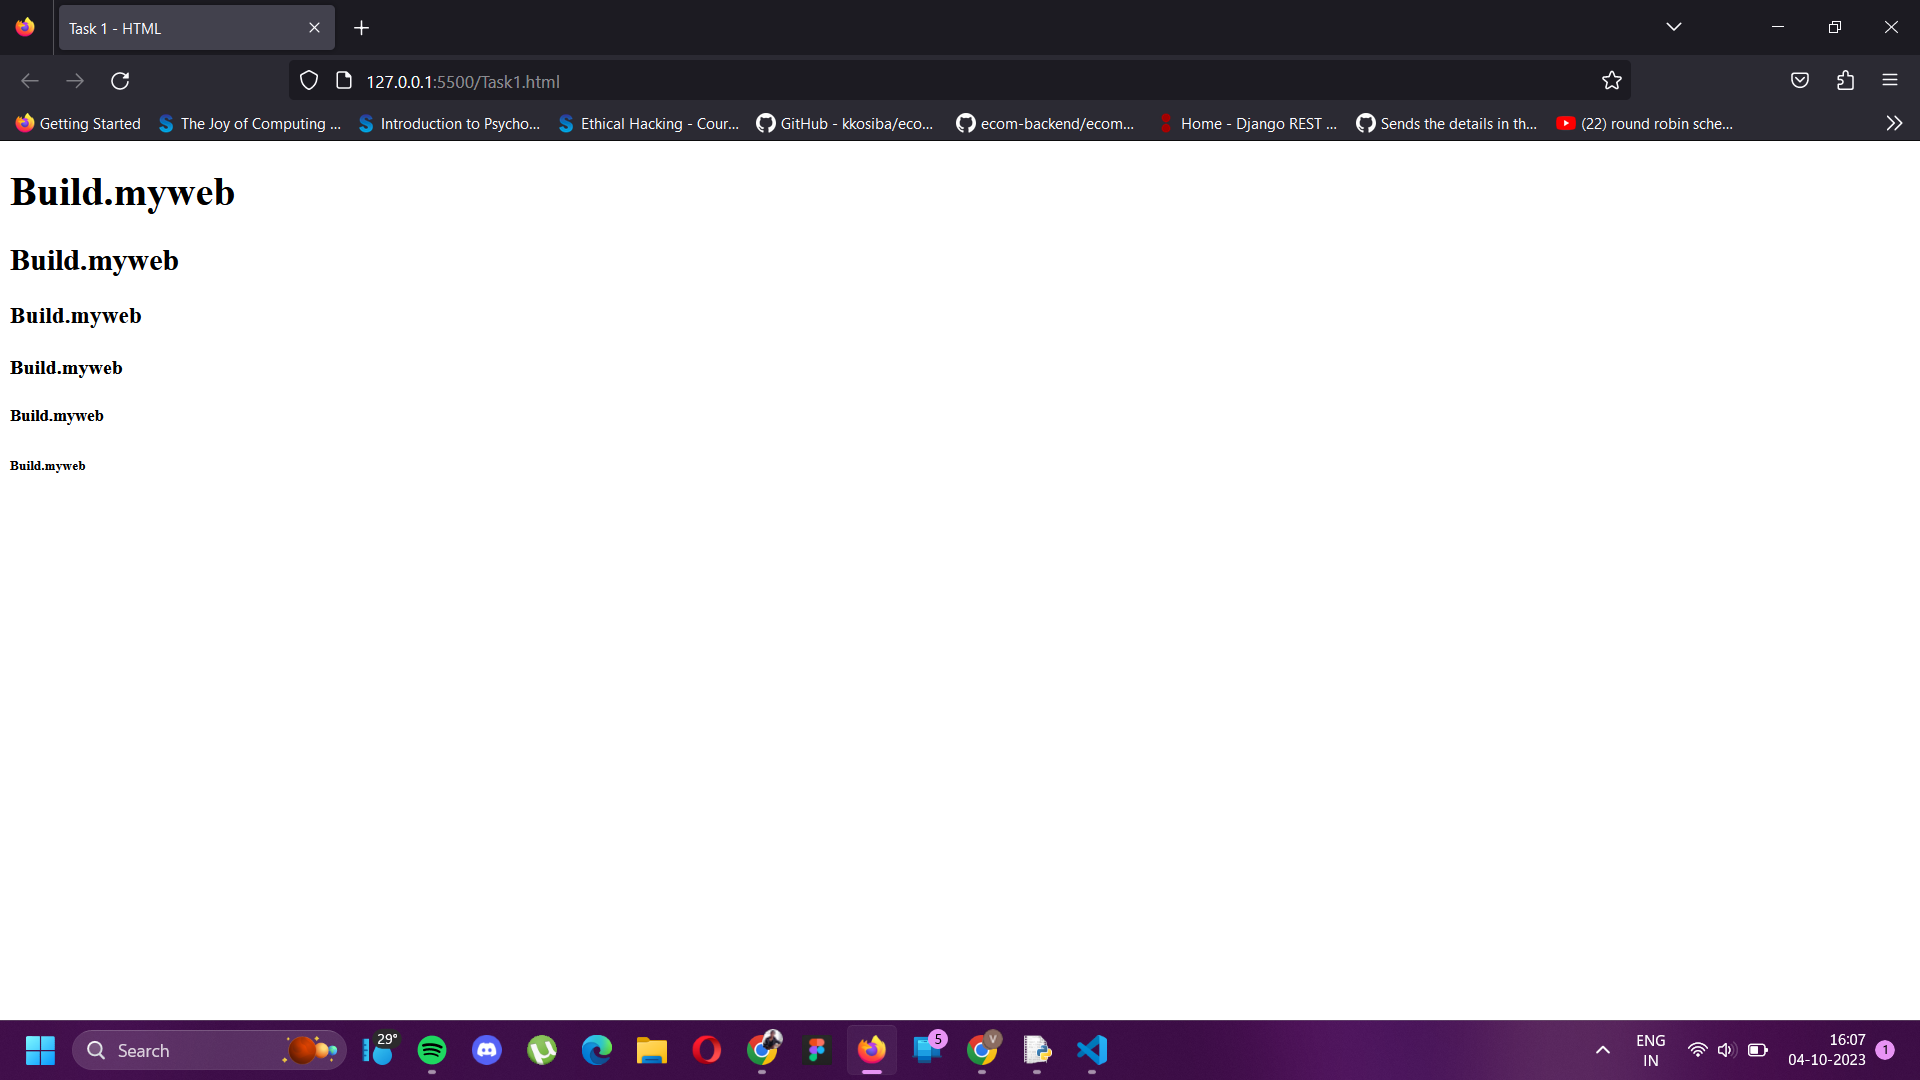 Task 1 - HTML
127.0.0.1:5500/Task1.html
Getting Started
The Joy of Computing ...
Introduction to Psycho...
Ethical Hacking - Cour...
GitHub - kkosiba/eco...
ecom-backend/ecom...
Home - Django REST ...
Sends the details in th...
(22) round robin sche...
Build.myweb
Build.myweb
Build.myweb
Build.myweb
Build.myweb
Build.myweb
Search
29°
5
V
ENG
IN
16:07
04-10-2023
1